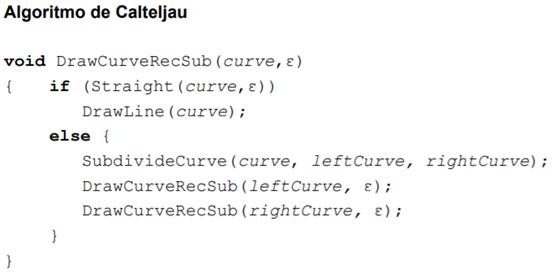 Algoritmo de Calteljau
void DrawCurveRecSub(curve,ε)
{ if (Straight(curve,ε))
DrawLine(curve);
else {
SubdivideCurve(curve, leftCurve, rightCurve);
DrawCurveRecSub(leftCurve, ε);
DrawCurveRecSub(rightCurve, ε);
}
}